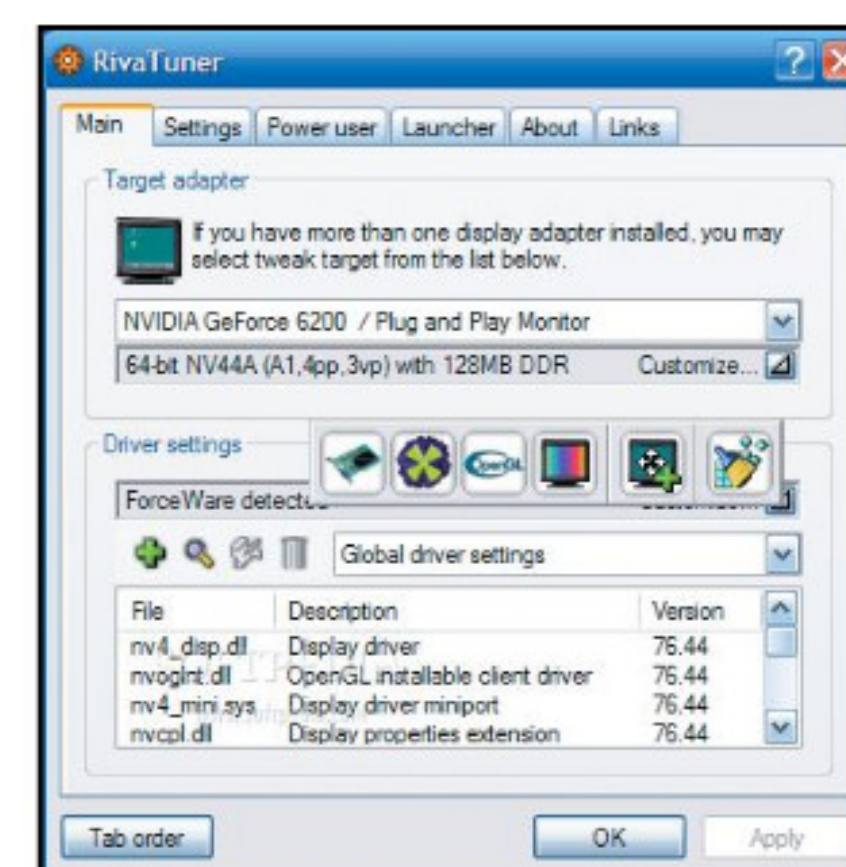 RivaTuner
Main Settings Power user Launcher About Links
Target adapter
If you have more than one display adapter installed, you may
select tweak target from the list below.
NVIDIA GeForce 6200 / Plug and Play Monitor
64-bit NV44A (A1,4pp,3vp) with 128MB DDR Customize...
Driver settings
OpenGL
ForceWare
Global driver settings
File Description Version
nv4_disp.dll Display driver 76.44
nvoglnt.dll OpenGL installable client driver 76.44
nv4_mini.sys Display driver miniport 76.44
nvcpl.dll Display properties extension 76.44
Tab order OK Apply